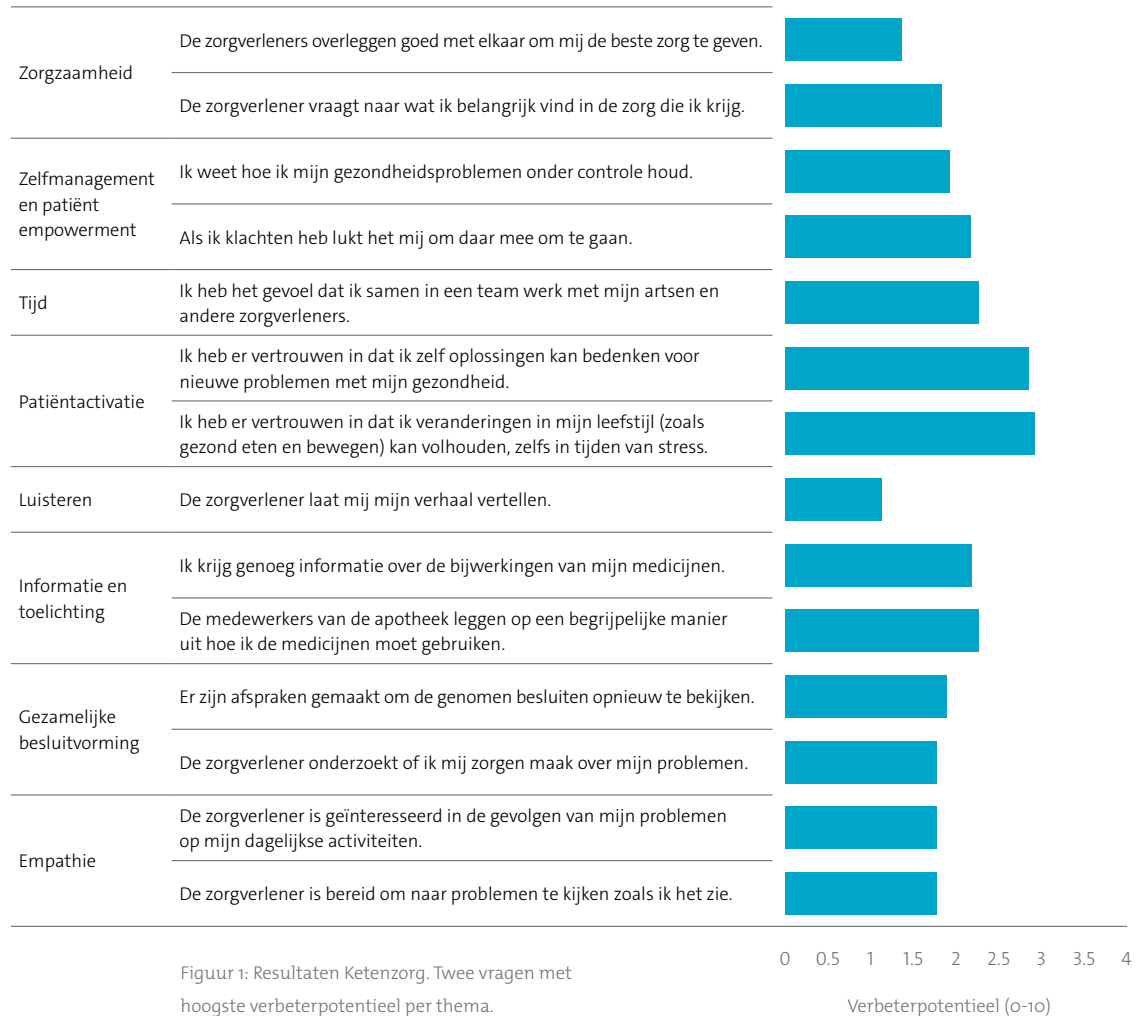 Zorgzaamheid
De zorgverleners overleggen goed met elkaar om mij de beste zorg te geven.
De zorgverlener vraagt naar wat ik belangrijk vind in de zorg die ik krijg.
Zelfmanagement
en patiënt
empowerment
Ik weet hoe ik mijn gezondheidsproblemen onder controle houd.
Als ik klachten heb lukt het mij om daar mee om te gaan.
Tijd
Ik heb het gevoel dat ik samen in een team werk met mijn artsen en
andere zorgverleners.
Patiëntactivatie
Ik heb er vertrouwen in dat ik zelf oplossingen kan bedenken voor
nieuwe problemen met mijn gezondheid.
Ik heb er vertrouwen in dat ik veranderingen in mijn leefstijl (zoals
gezond eten en bewegen) kan volhouden, zelfs in tijden van stress.
Luisteren
De zorgverlener laat mij mijn verhaal vertellen.
Informatie en
toelichting
Ik krijg genoeg informatie over de bijwerkingen van mijn medicijnen.
De medewerkers van de apotheek leggen op een begrijpelijke manier
uit hoe ik de medicijnen moet gebruiken.
Gezamelijke
besluitvorming
Er zijn afspraken gemaakt om de genomen besluiten opnieuw te bekijken.
De zorgverlener onderzoekt of ik mij zorgen maak over mijn problemen.
Empathie
De zorgverlener is geïnteresseerd in de gevolgen van mijn problemen
op mijn dagelijkse activiteiten.
De zorgverlener is bereid om naar problemen te kijken zoals ik het zie.
0 0.5 1 1.5 2 2.5 3 3.5 4
Verbeterpotentieel (0-10)
Figuur 1: Resultaten Ketenzorg. Twee vragen met
hoogste verbeterpotentieel per thema.